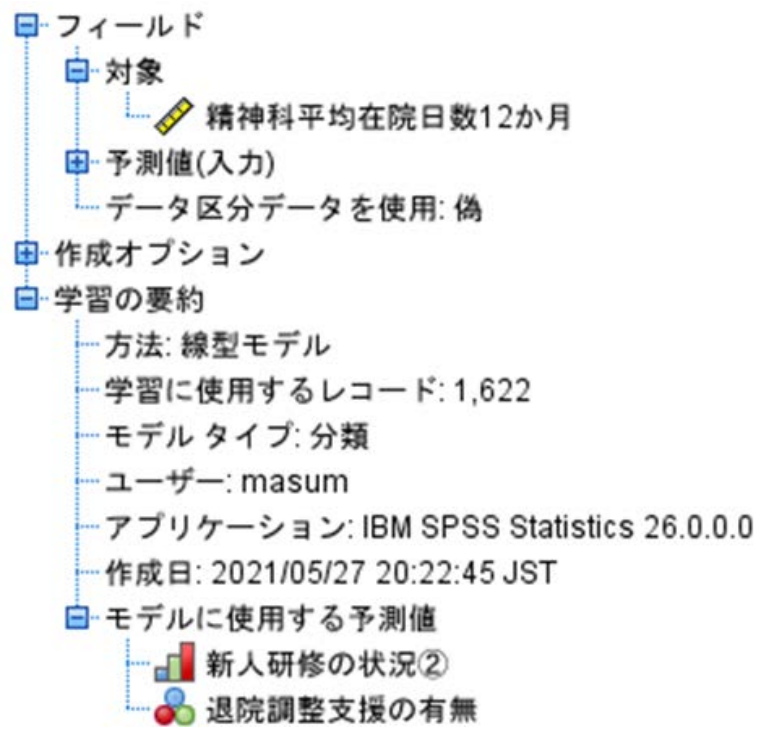 フィールド
対象
精神科平均在院日数12か月
予測値(入力)
データ区分データを使用: 偽
作成オプション
学習の要約
方法: 線型モデル
学習に使用するレコード: 1,622
モデル タイプ: 分類
ユーザー: masum
アプリケーション: IBM SPSS Statistics 26.0.0.0
作成日: 2021/05/27 20:22:45 JST
モデルに使用する予測値
新人研修の状況②
退院調整支援の有無